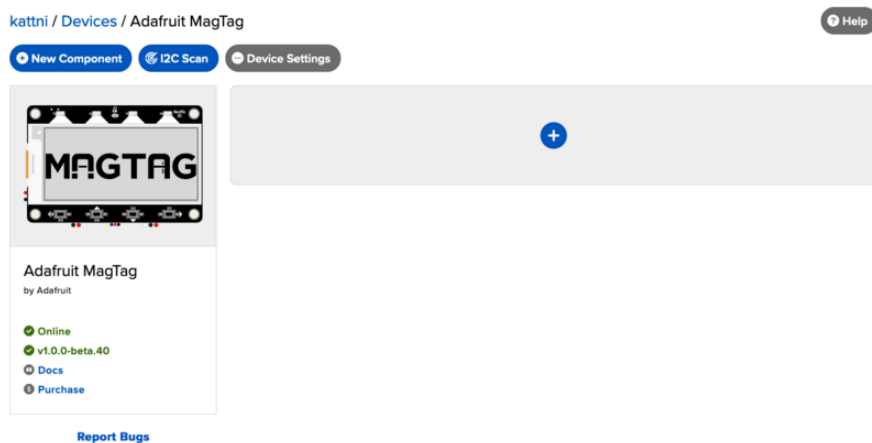 kattni / Devices / Adafruit MagTag
Help
New Component
I2C Scan
Device Settings
MAGTAG
Adafruit MagTag
by Adafruit
Online
v1.0.0-beta.40
Docs
Purchase
Report Bugs